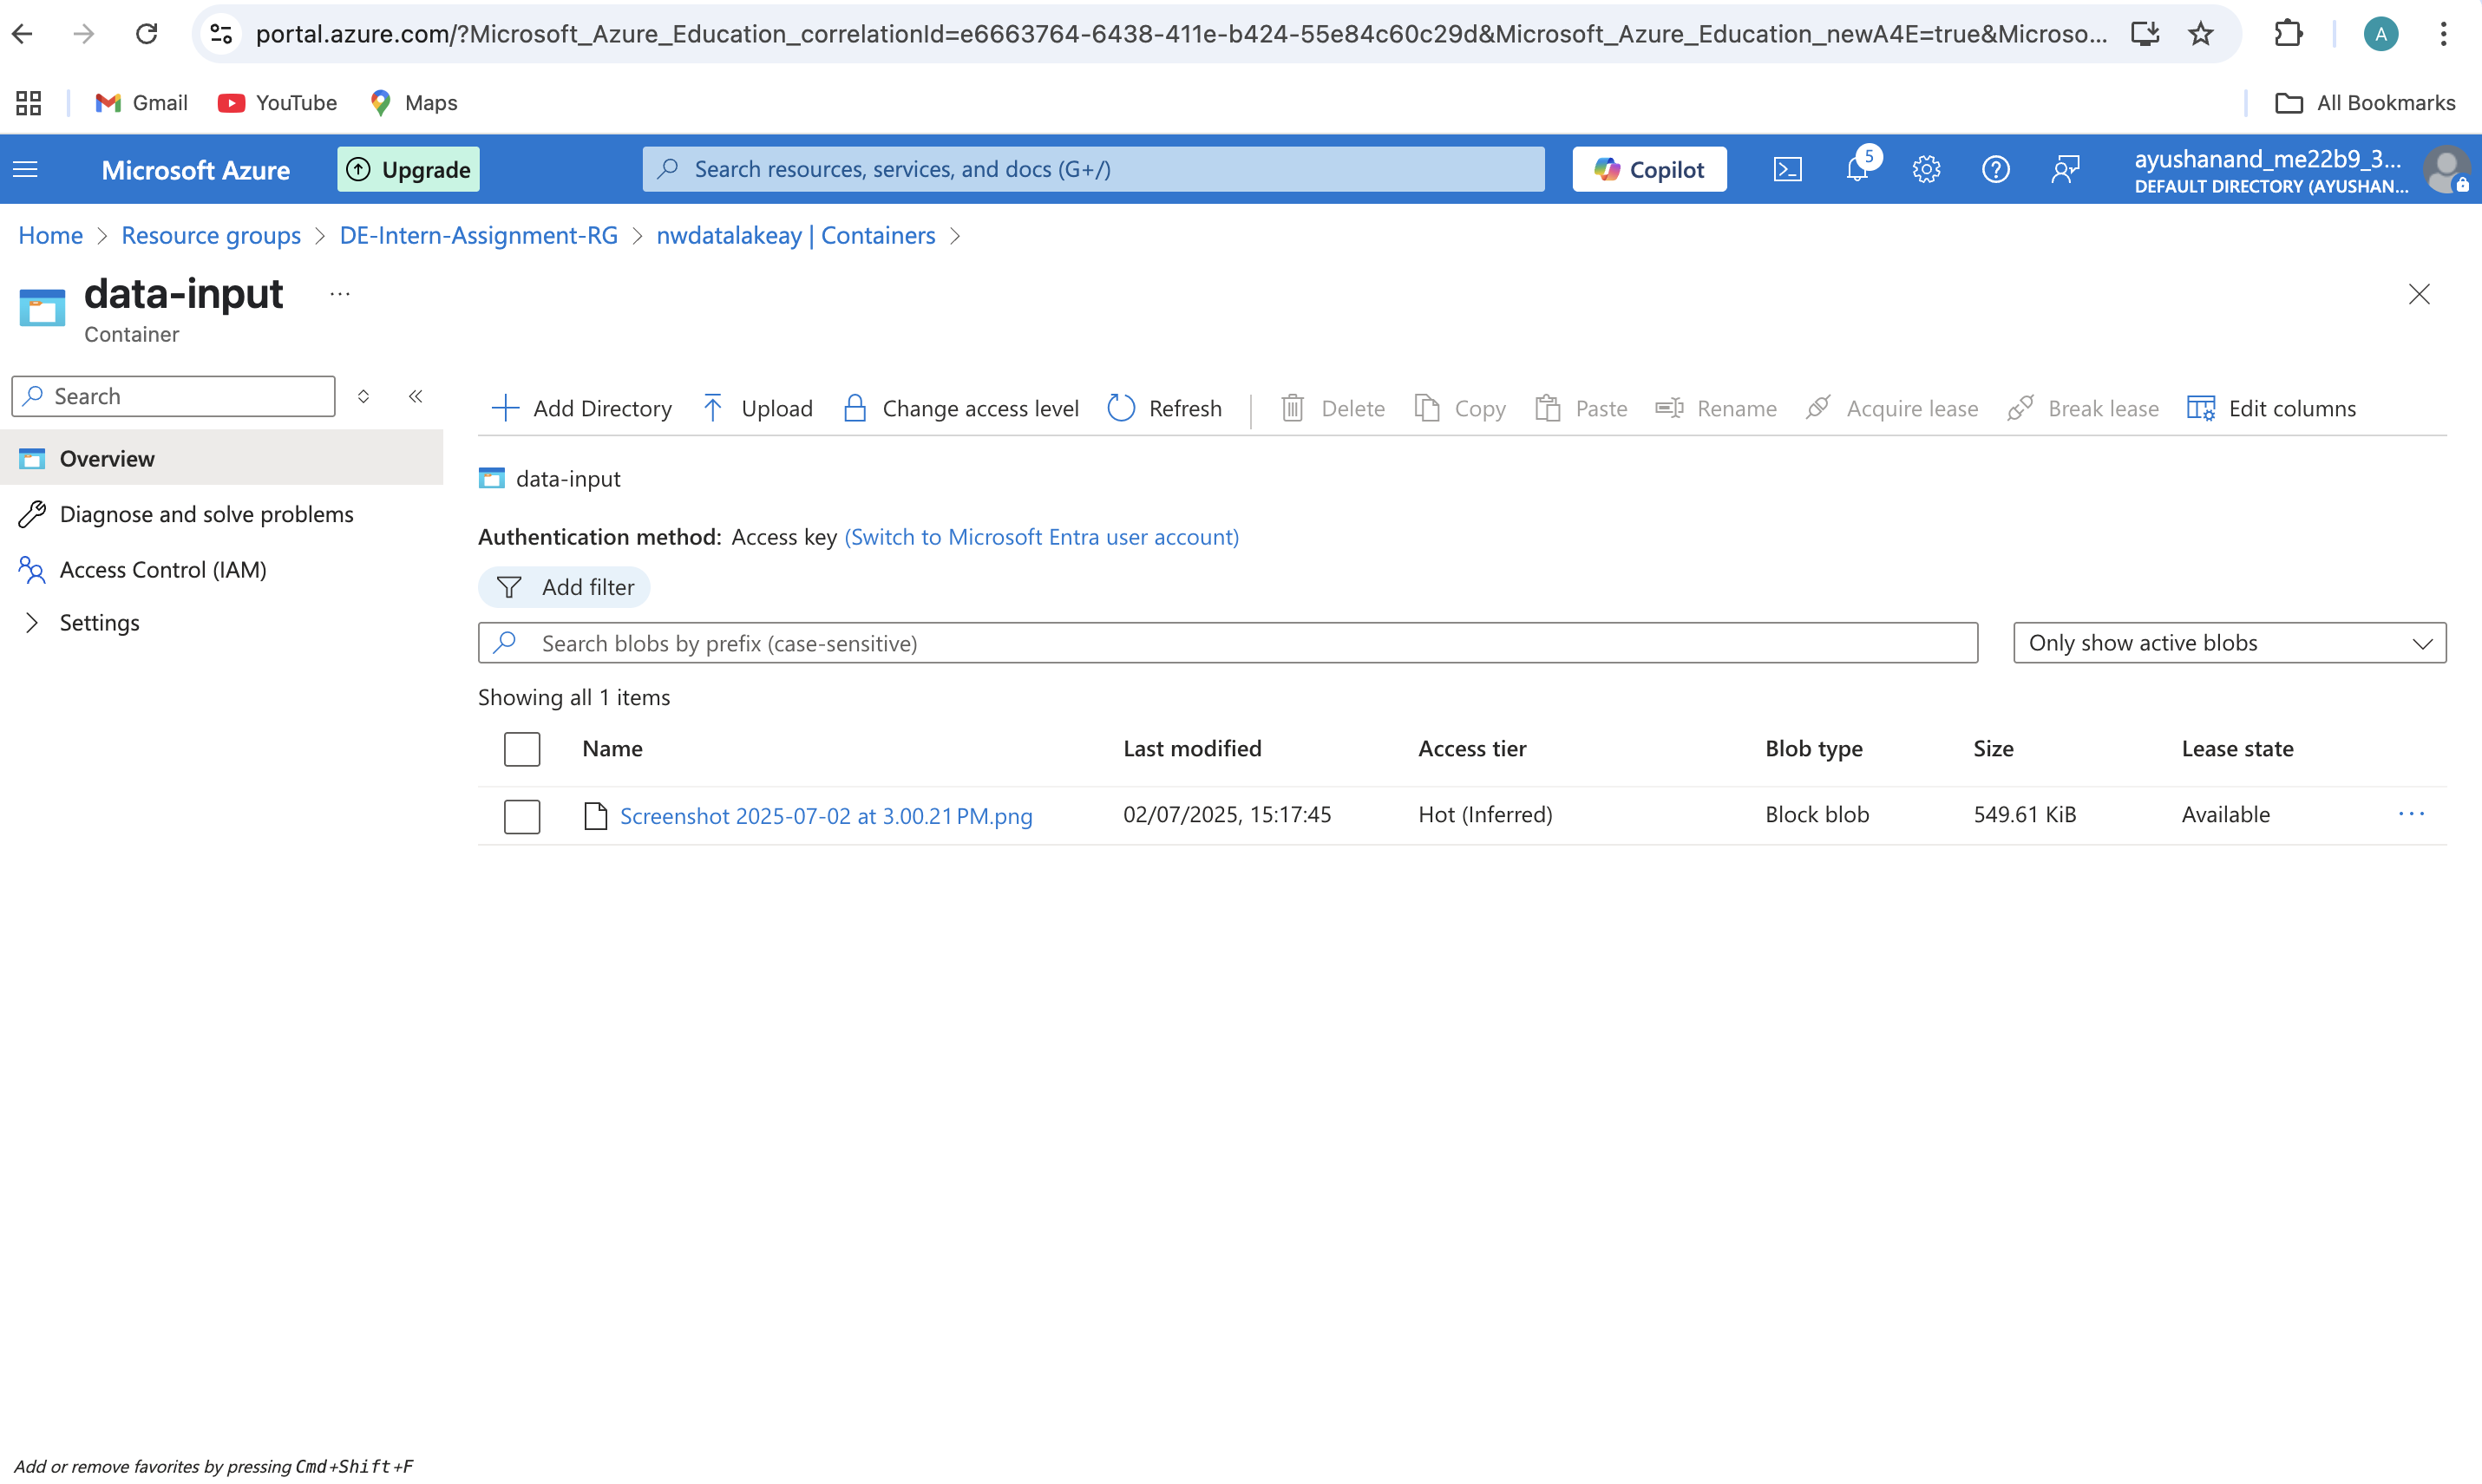 portal.azure.com/?Microsoft_Azure_Education_correlationId=e6663764-6438-411e-b424-55e84c60c29d&Microsoft_Azure_Education_newA4E=true&Microso...
A
Gmail YouTube Maps All Bookmarks
Microsoft Azure Upgrade Search resources, services, and docs (G+/) Copilot 5 ayushanand_me22b9_3...
DEFAULT DIRECTORY (AYUSHAN...
Home > Resource groups > DE-Intern-Assignment-RG > nwdatalakeay | Containers >
data-input ...
Container
Search
Add Directory Upload Change access level Refresh Delete Copy Paste Rename Acquire lease Break lease Edit columns
Overview
Diagnose and solve problems
Access Control (IAM)
Settings
data-input
Authentication method: Access key (Switch to Microsoft Entra user account)
Add filter
Search blobs by prefix (case-sensitive) Only show active blobs
Showing all 1 items
Name Last modified Access tier Blob type Size Lease state
Screenshot 2025-07-02 at 3.00.21 PM.png 02/07/2025, 15:17:45 Hot (Inferred) Block blob 549.61 KiB Available ...
Add or remove favorites by pressing Cmd+Shift+F